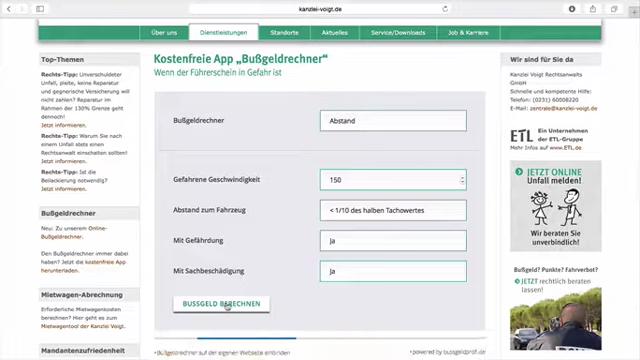 kanzlei-voigt.de
Über uns
Dienstleistungen
Standorte
Aktuelles
Service/Downloads
Job & Karriere
Top-Themen
Rechts-Tipp: Unverschuldeter
Unfall, pleite, keine Reparatur
und gegnerische Versicherung
will nicht zahlen? Reparatur im
Rahmen der 130% Grenze geht
dennoch!
Jetzt informieren.
Rechts-Tipp: Warum Sie nach
einem Unfall stets einen
Rechtsanwalt einschalten sollten!
Jetzt informieren.
Rechts-Tipp: Ist die
Beilackierung notwendig?
Jetzt informieren.
Bußgeldrechner
Neu: Zu unserem Online-
Bußgeldrechner.
Den Bußgeldrechner immer dabei
haben? Jetzt die kostenfreie App
herunterladen.
Mietwagen-Abrechnung
Erforderliche Mietwagenkosten
berechnen? Hier geht es zum
Mietwagentool der Kanzlei Voigt.
Mandantenzufriedenheit
Kostenfreie App „Bußgeldrechner“
Wenn der Führerschein in Gefahr ist
Bußgeldrechner
Abstand
Gefahrene Geschwindigkeit
150
Abstand zum Fahrzeug
< 1/10 des halben Tachowertes
Mit Gefährdung
Ja
Mit Sachbeschädigung
Ja
BUSSGELD BERECHNEN
Bußgeldrechner auf der eigenen Webseite einbinden
powered by bussgeldprofi.de
Wir sind für Sie da
Kanzlei Voigt Rechtsanwalts
GmbH
Schnelle und kompetente Hilfe:
Telefon: (0231) 60008220
E-Mail: zentrale@kanzlei-voigt.de
ETL
Ein Unternehmen
der ETL-Gruppe
Mehr Infos auf www.ETL.de
JETZT ONLINE
Unfall melden!
Wir beraten Sie
unverbindlich!
Bußgeld? Punkte? Fahrverbot?
JETZT rechtlich beraten
lassen!